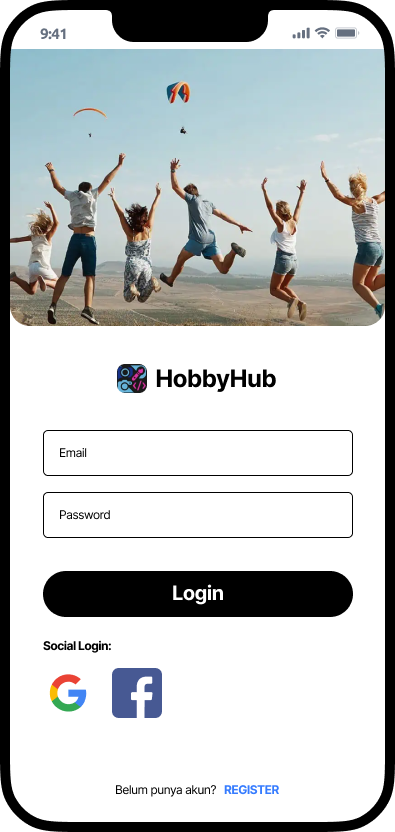 9:41
HobbyHub
Email
Password
Login
Social Login:
Belum punya akun? REGISTER